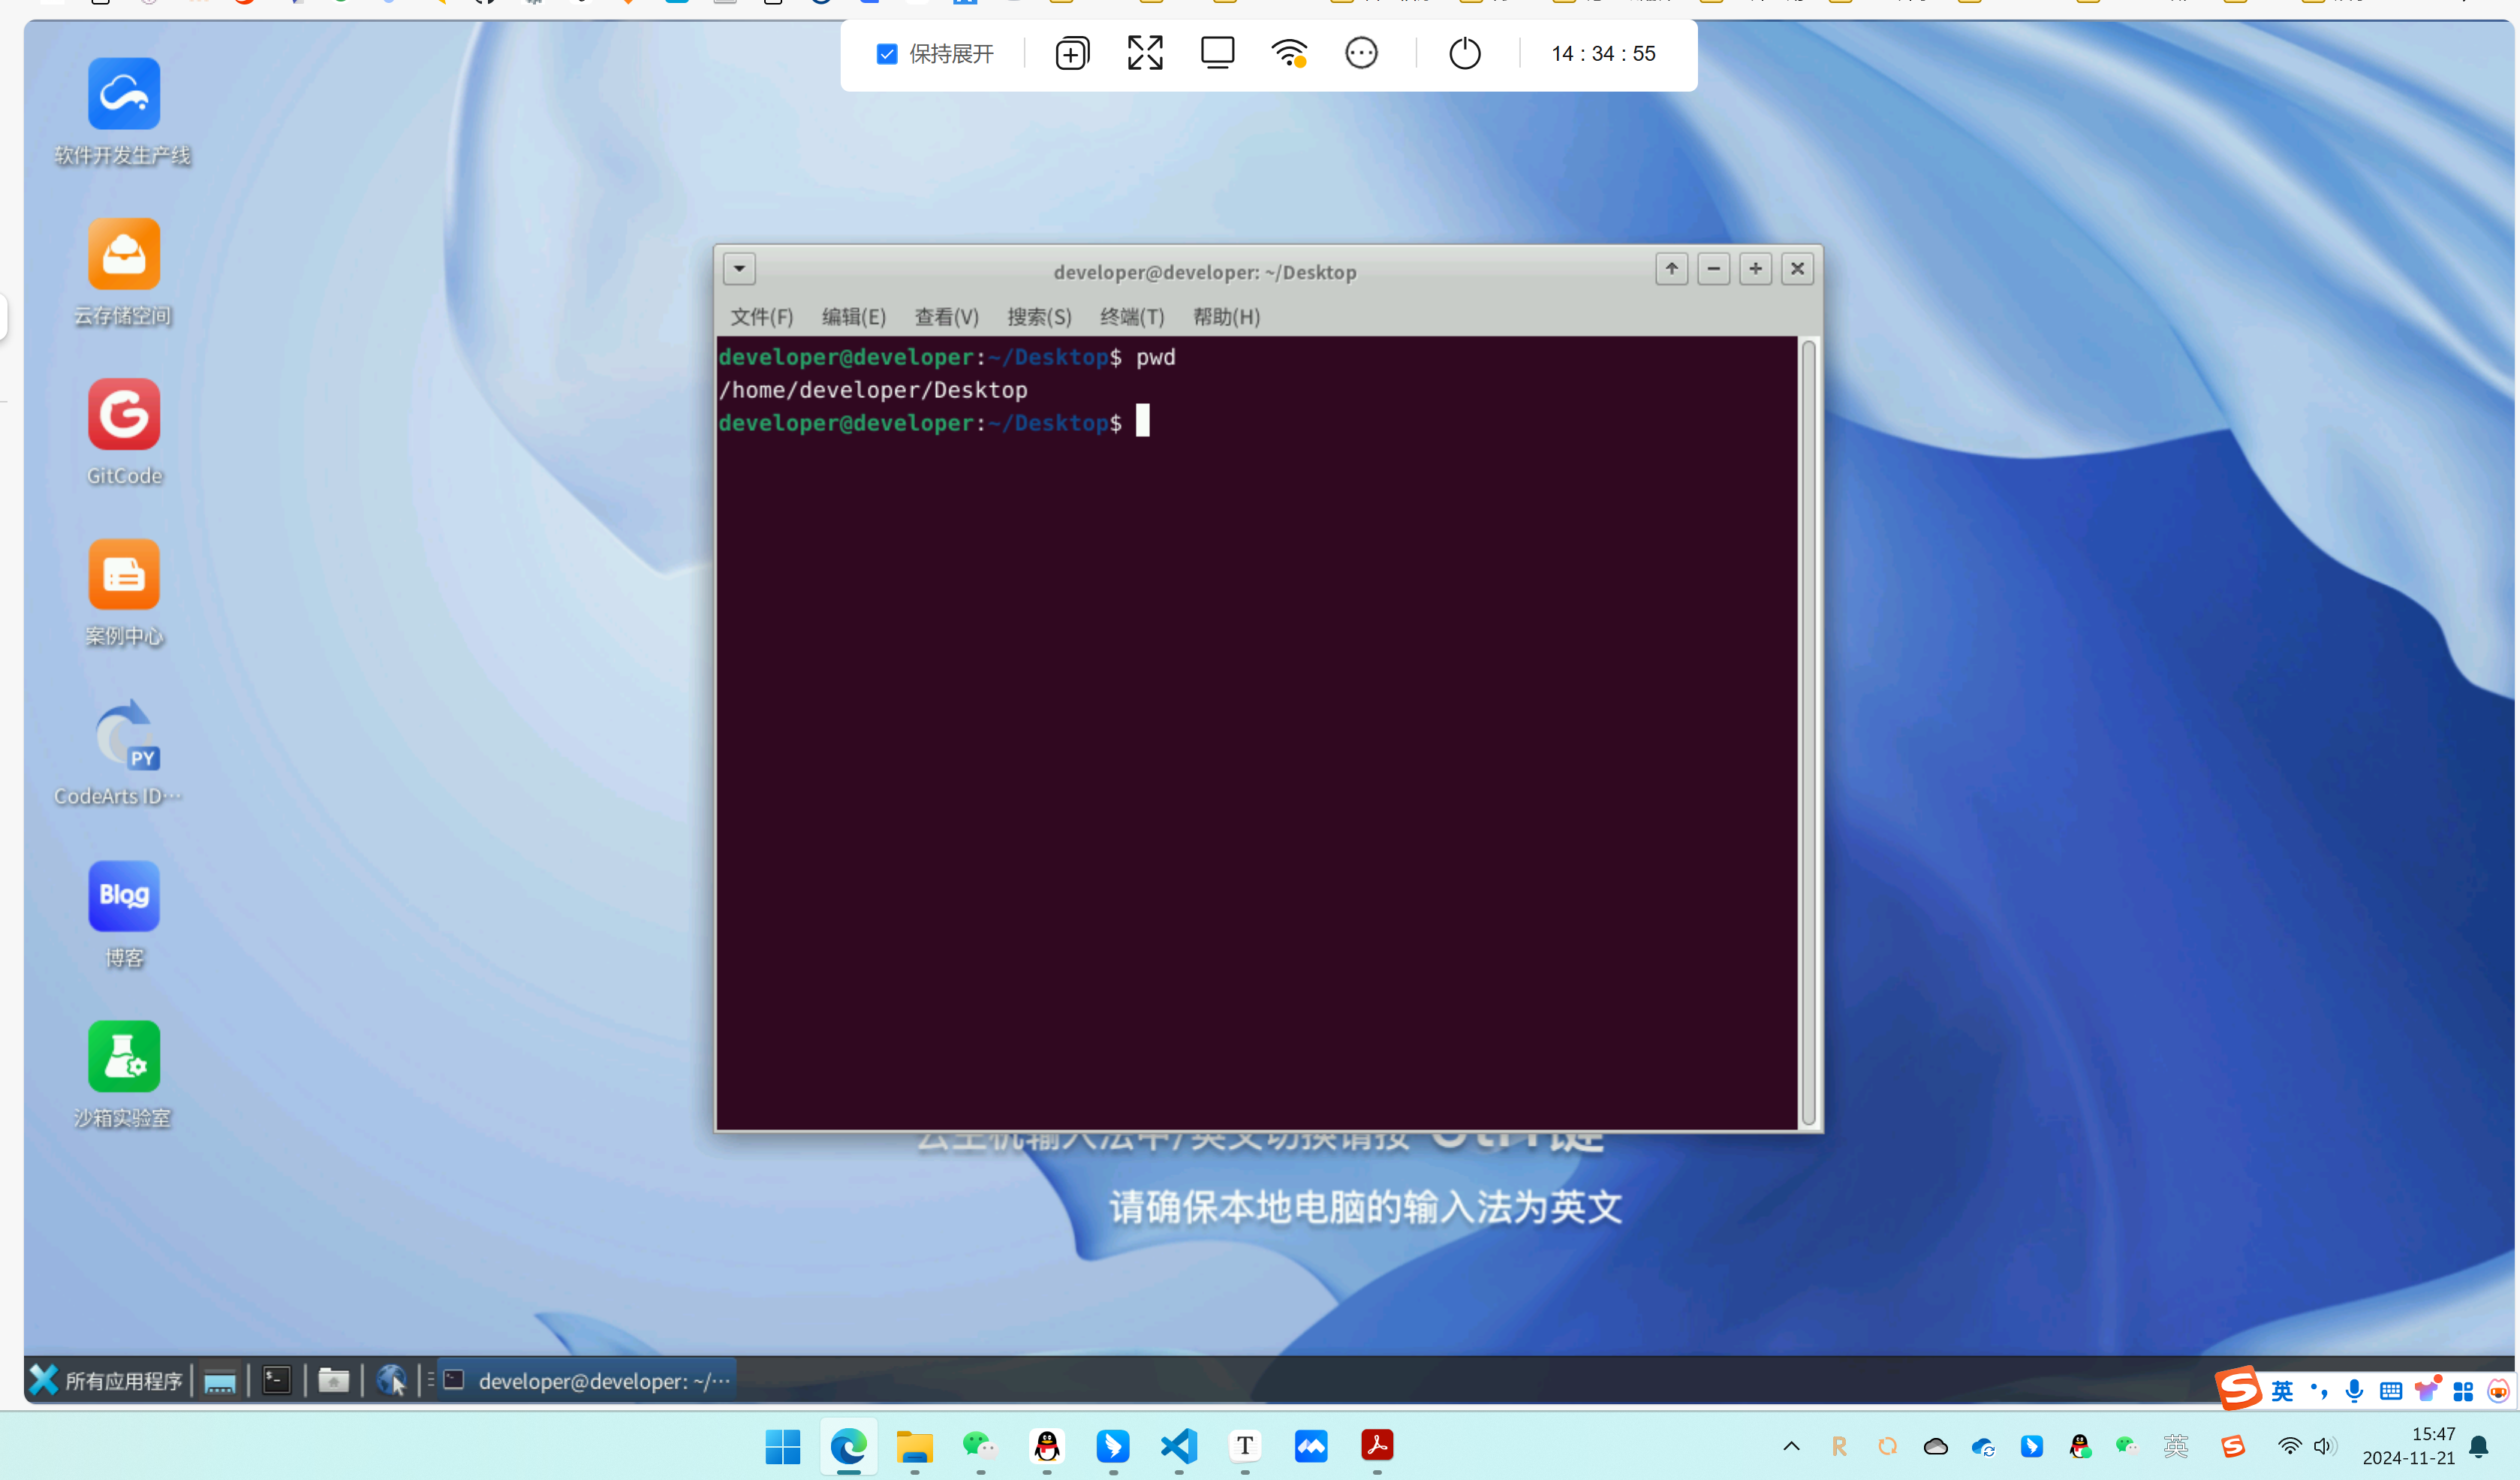 保持展开
14 : 34 : 55
软件开发生产线
云存储空间
GitCode
案例中心
PY
CodeArts ID…
Blog
博客
沙箱实验室
developer@developer: ~/Desktop
文件(F) 编辑(E) 查看(V) 搜索(S) 终端(T) 帮助(H)
developer@developer:~/Desktop$ pwd
/home/developer/Desktop
developer@developer:~/Desktop$
请确保本地电脑的输入法为英文
所有应用程序
developer@developer: ~/…
英
英
15:47
2024-11-21